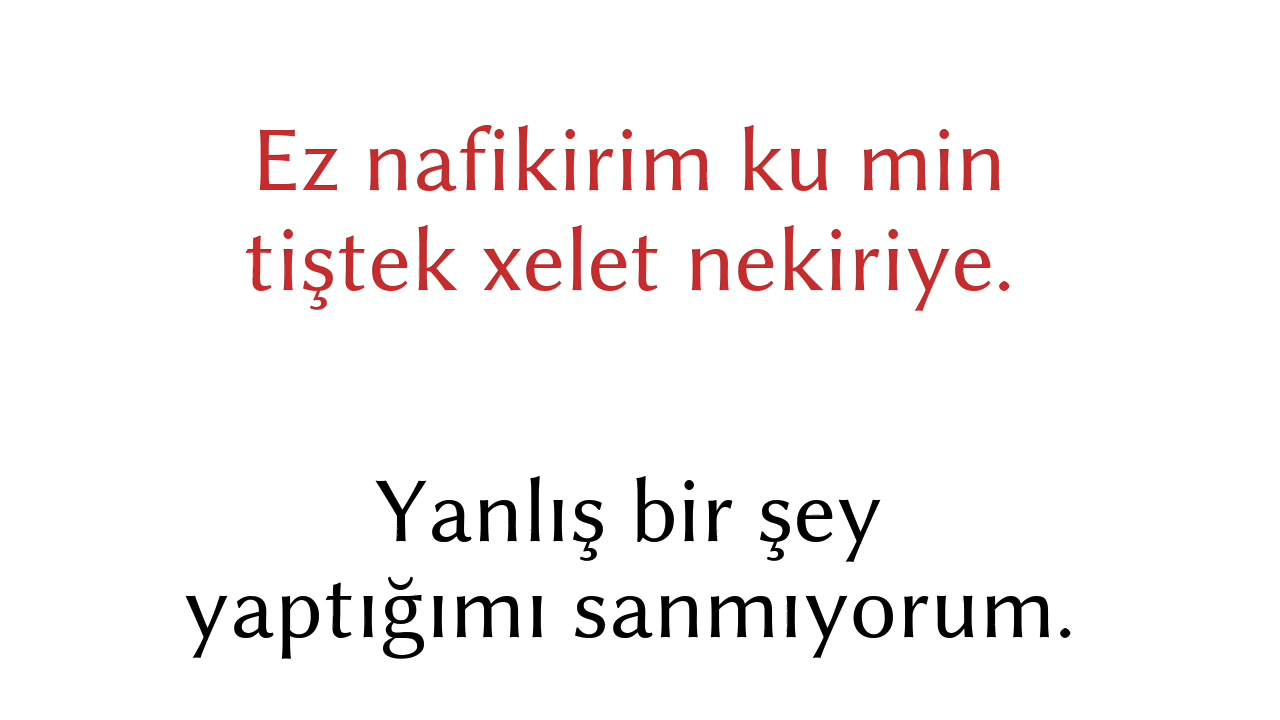 Ez nafikirim ku min
tiştek xelet nekiriye.
Yanlış bir şey
yaptığımı sanmıyorum.